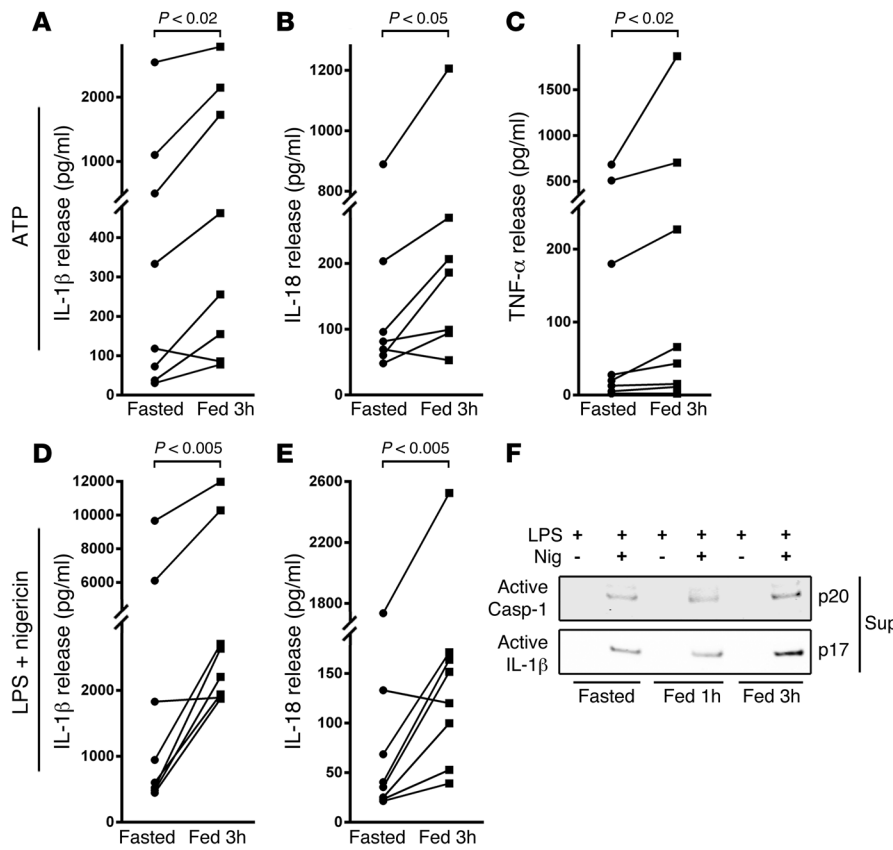 A
P < 0.02
IL-1β release (pg/ml)
2000
1000
400
300
200
100
0
Fasted Fed 3h
ATP
B
P < 0.05
IL-18 release (pg/ml)
1200
1000
800
200
100
0
Fasted Fed 3h
C
P < 0.02
TNF-α release (pg/ml)
1500
1000
500
200
100
0
Fasted Fed 3h
D
P < 0.005
IL-1β release (pg/ml)
12000
10000
8000
6000
2000
1000
0
Fasted Fed 3h
LPS + nigericin
E
P < 0.005
IL-18 release (pg/ml)
2600
2200
1800
150
100
50
0
Fasted Fed 3h
F
LPS + + + + + +
Nig - + - + - +
Active
Casp-1
p20
Active
IL-1β
p17
Sup
Fasted Fed 1h Fed 3h